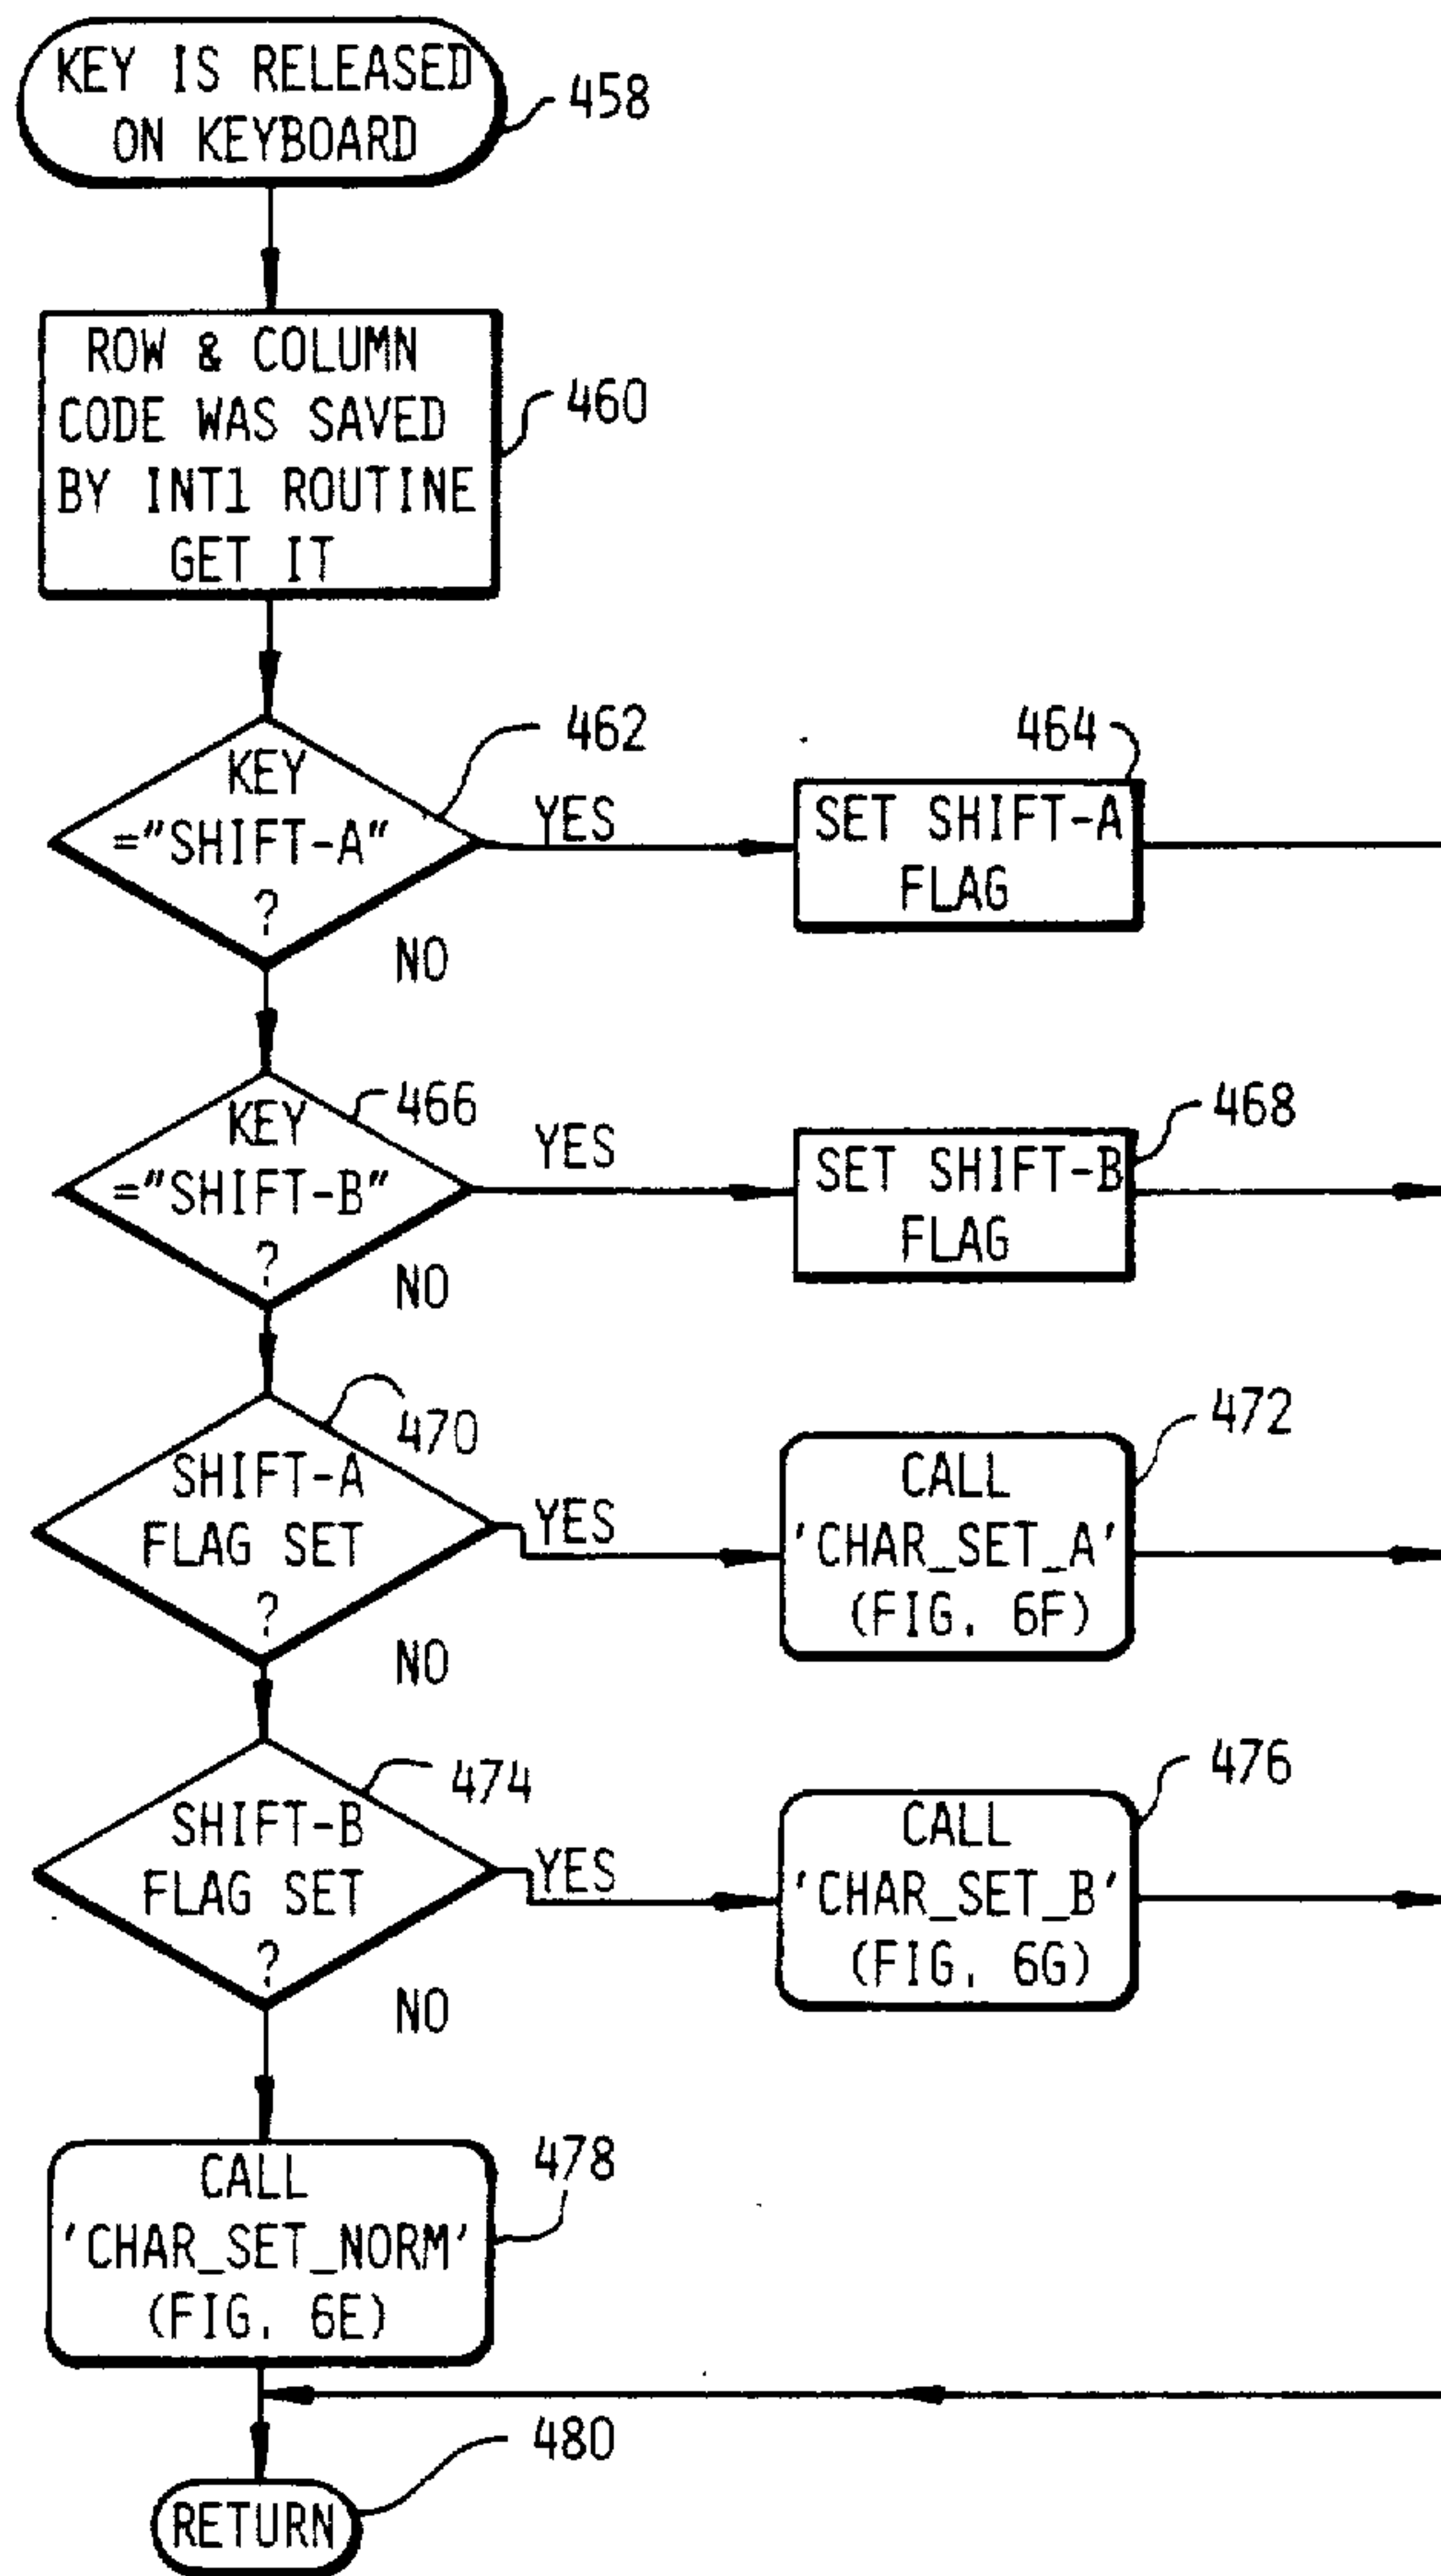 KEY IS RELEASED
ON KEYBOARD
458
ROW & COLUMN
CODE WAS SAVED
BY INT1 ROUTINE
GET IT
460
KEY
="SHIFT-A"
?
462
YES
NO
464
SET SHIFT-A
FLAG
KEY
="SHIFT-B"
?
466
YES
NO
468
SET SHIFT-B
FLAG
SHIFT-A
FLAG SET
?
470
YES
NO
472
CALL
'CHAR_SET_A'
(FIG. 6F)
SHIFT-B
FLAG SET
?
474
YES
NO
476
CALL
'CHAR_SET_B'
(FIG. 6G)
CALL
'CHAR_SET_NORM'
(FIG. 6E)
478
480
RETURN